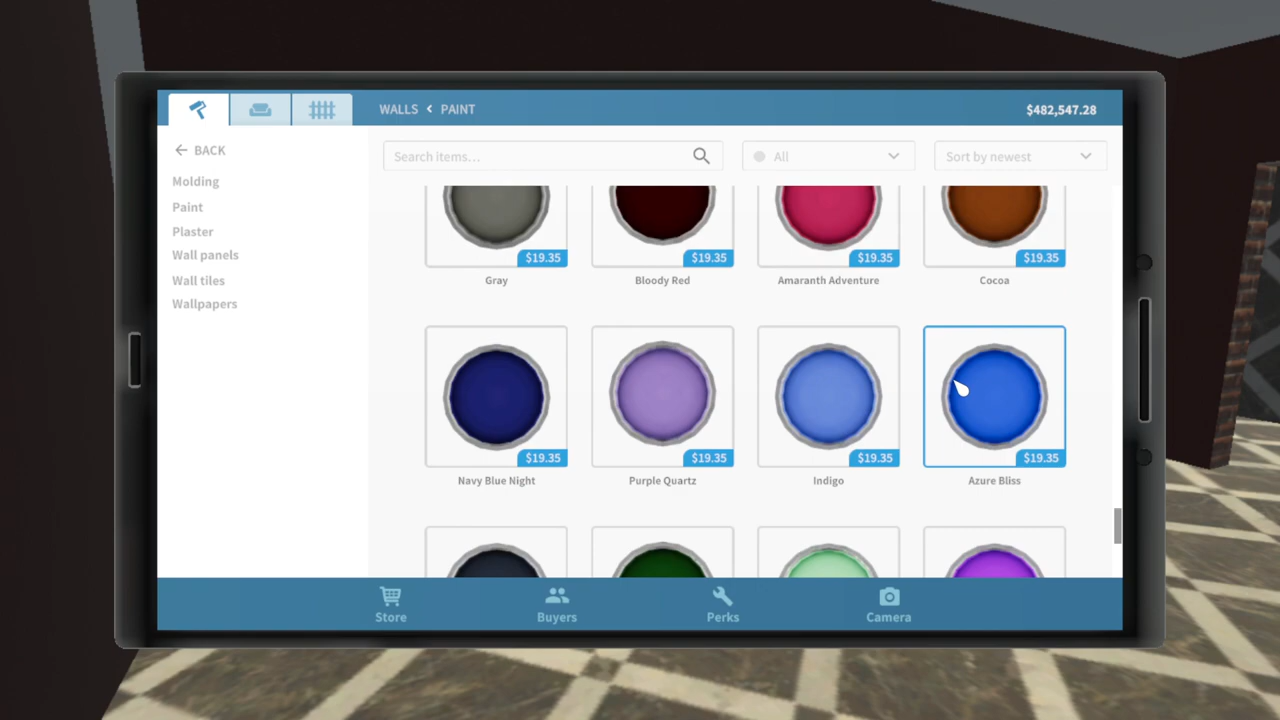 WALLS < PAINT
$482,547.28
BACK
Molding
Paint
Plaster
Wall panels
Wall tiles
Wallpapers
Search items...
All
Sort by newest
$19.35 $19.35 $19.35 $19.35
Gray Bloody Red Amaranth Adventure Cocoa
$19.35 $19.35 $19.35 $19.35
Navy Blue Night Purple Quartz Indigo Azure Bliss
Store Buyers Perks Camera